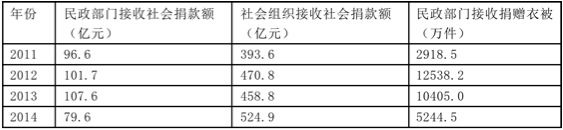 年份 民政部门接收社会捐款额 社会组织接收社会捐款额 民政部门接收捐赠衣被
（亿元） （亿元） （万件）
2011 96.6 393.6 2918.5
2012 101.7 470.8 12538.2
2013 107.6 458.8 10405.0
2014 79.6 524.9 5244.5